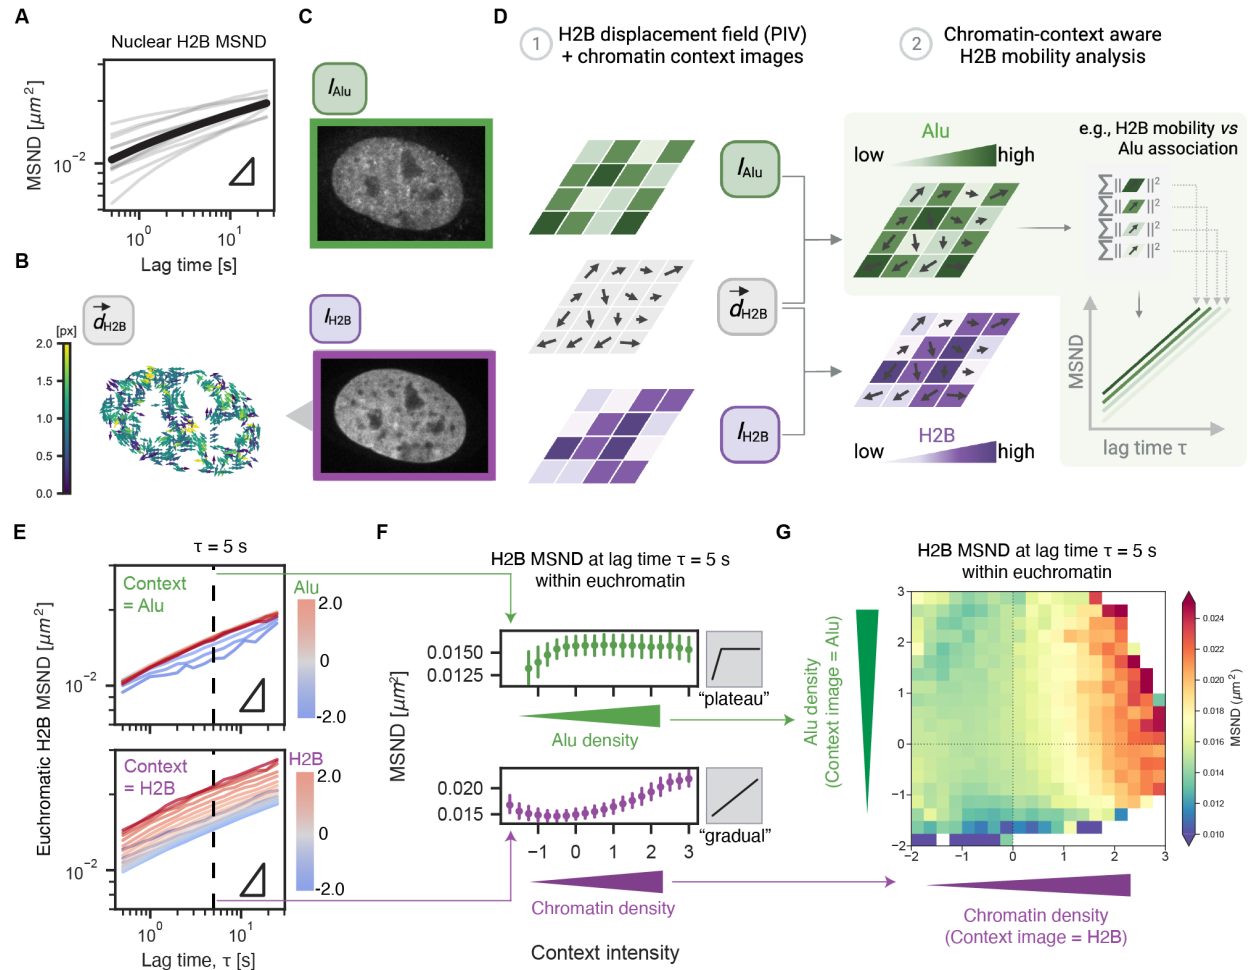 A
Nuclear H2B MSND
MSND [μm²]
10⁻²
10⁰
10¹
Lag time [s]
B
d H2B
[px]
2.0
1.5
1.0
0.5
0.0
C
I Alu
I H2B
D
1
H2B displacement field (PIV)
+ chromatin context images
I Alu
d H2B
I H2B
2
Chromatin-context aware
H2B mobility analysis
Alu
low
high
e.g., H2B mobility vs
Alu association
Σ|| ||²
Σ|| ||²
Σ|| ||²
Σ|| ||²
MSND
lag time τ
H2B
low
high
E
τ = 5 s
Euchromatic H2B MSND [μm²]
Context
= Alu
Alu
2.0
0
-2.0
10⁻²
Context
= H2B
H2B
2.0
0
-2.0
10⁻²
10⁰
10¹
Lag time, τ [s]
F
H2B MSND at lag time τ = 5 s
within euchromatin
MSND [μm²]
0.0150
0.0125
"plateau"
Alu density
0.020
0.015
"gradual"
−1
0
1
2
3
Chromatin density
Context intensity
G
H2B MSND at lag time τ = 5 s
within euchromatin
Alu density
(Context image = Alu)
3
2
1
0
−1
−2
−2
−1
0
1
2
3
0.024
0.022
0.020
0.018
0.016
0.014
0.012
0.010
MSND (μm²)
Chromatin density
(Context image = H2B)